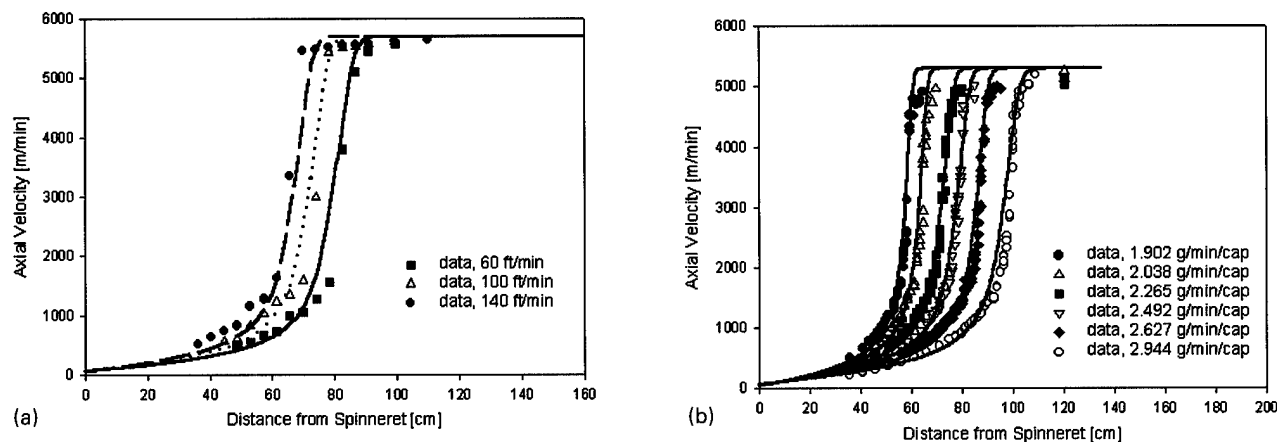 6000
5000
4000
3000
2000
1000
0
Axial Velocity [m/min]
data, 60 ft/min
data, 100 ft/min
data, 140 ft/min
0 20 40 60 80 100 120 140 160
Distance from Spinneret [cm]
(a)
6000
5000
4000
3000
2000
1000
0
Axial Velocity [m/min]
data, 1.902 g/min/cap
data, 2.038 g/min/cap
data, 2.265 g/min/cap
data, 2.492 g/min/cap
data, 2.627 g/min/cap
data, 2.944 g/min/cap
0 20 40 60 80 100 120 140 160 180 200
Distance from Spinneret [cm]
(b)